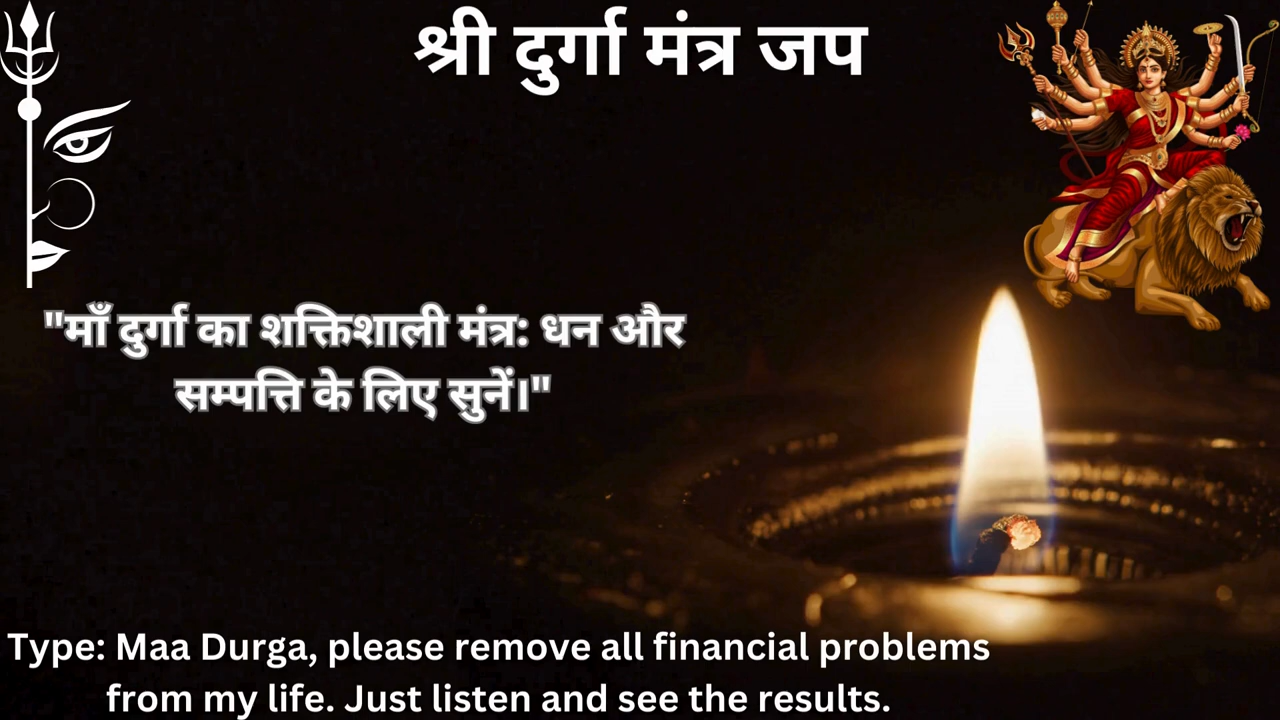 श्री दुर्गा मंत्र जप
"माँ दुर्गा का शक्तिशाली मंत्र: धन और
सम्पत्ति के लिए सुनें।"
Type: Maa Durga, please remove all financial problems
from my life. Just listen and see the results.